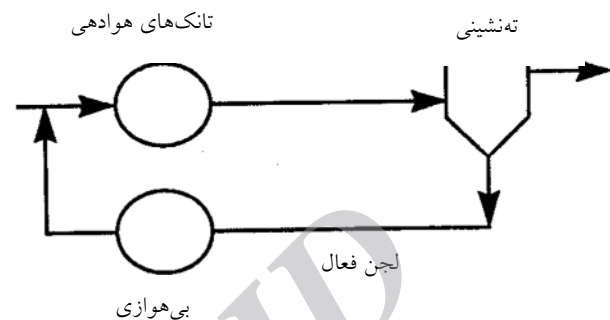 تانک‌های هوادهی
ته‌نشینی
لجن فعال
بی‌هوازی